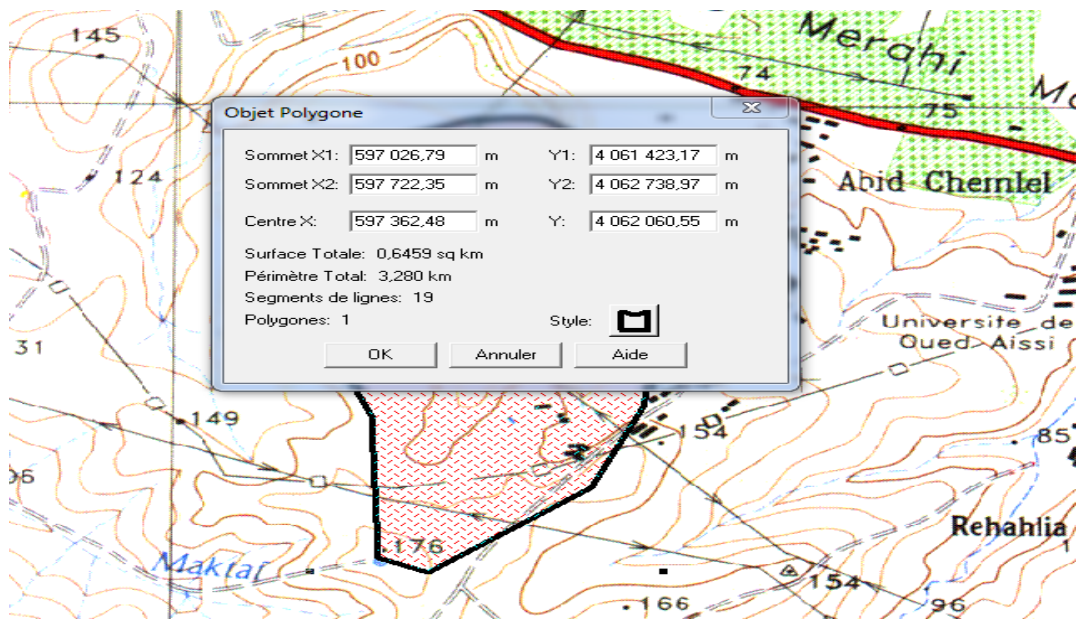 145
100
Merghi
74
75
124
Objet Polygone
Sommet X1: 597 026,79 m Y1: 4 061 423,17 m
Sommet X2: 597 722,35 m Y2: 4 062 738,97 m
Centre X: 597 362,48 m Y: 4 062 060,55 m
Surface Totale: 0,6459 sq km
Périmètre Total: 3,280 km
Segments de lignes: 19
Polygones: 1 Style:
OK Annuler Aide
Abid Chemlel
Universite de
Oued Aissi
31
149
154
85
Rehahlia
176
Maktaf
154
166
96